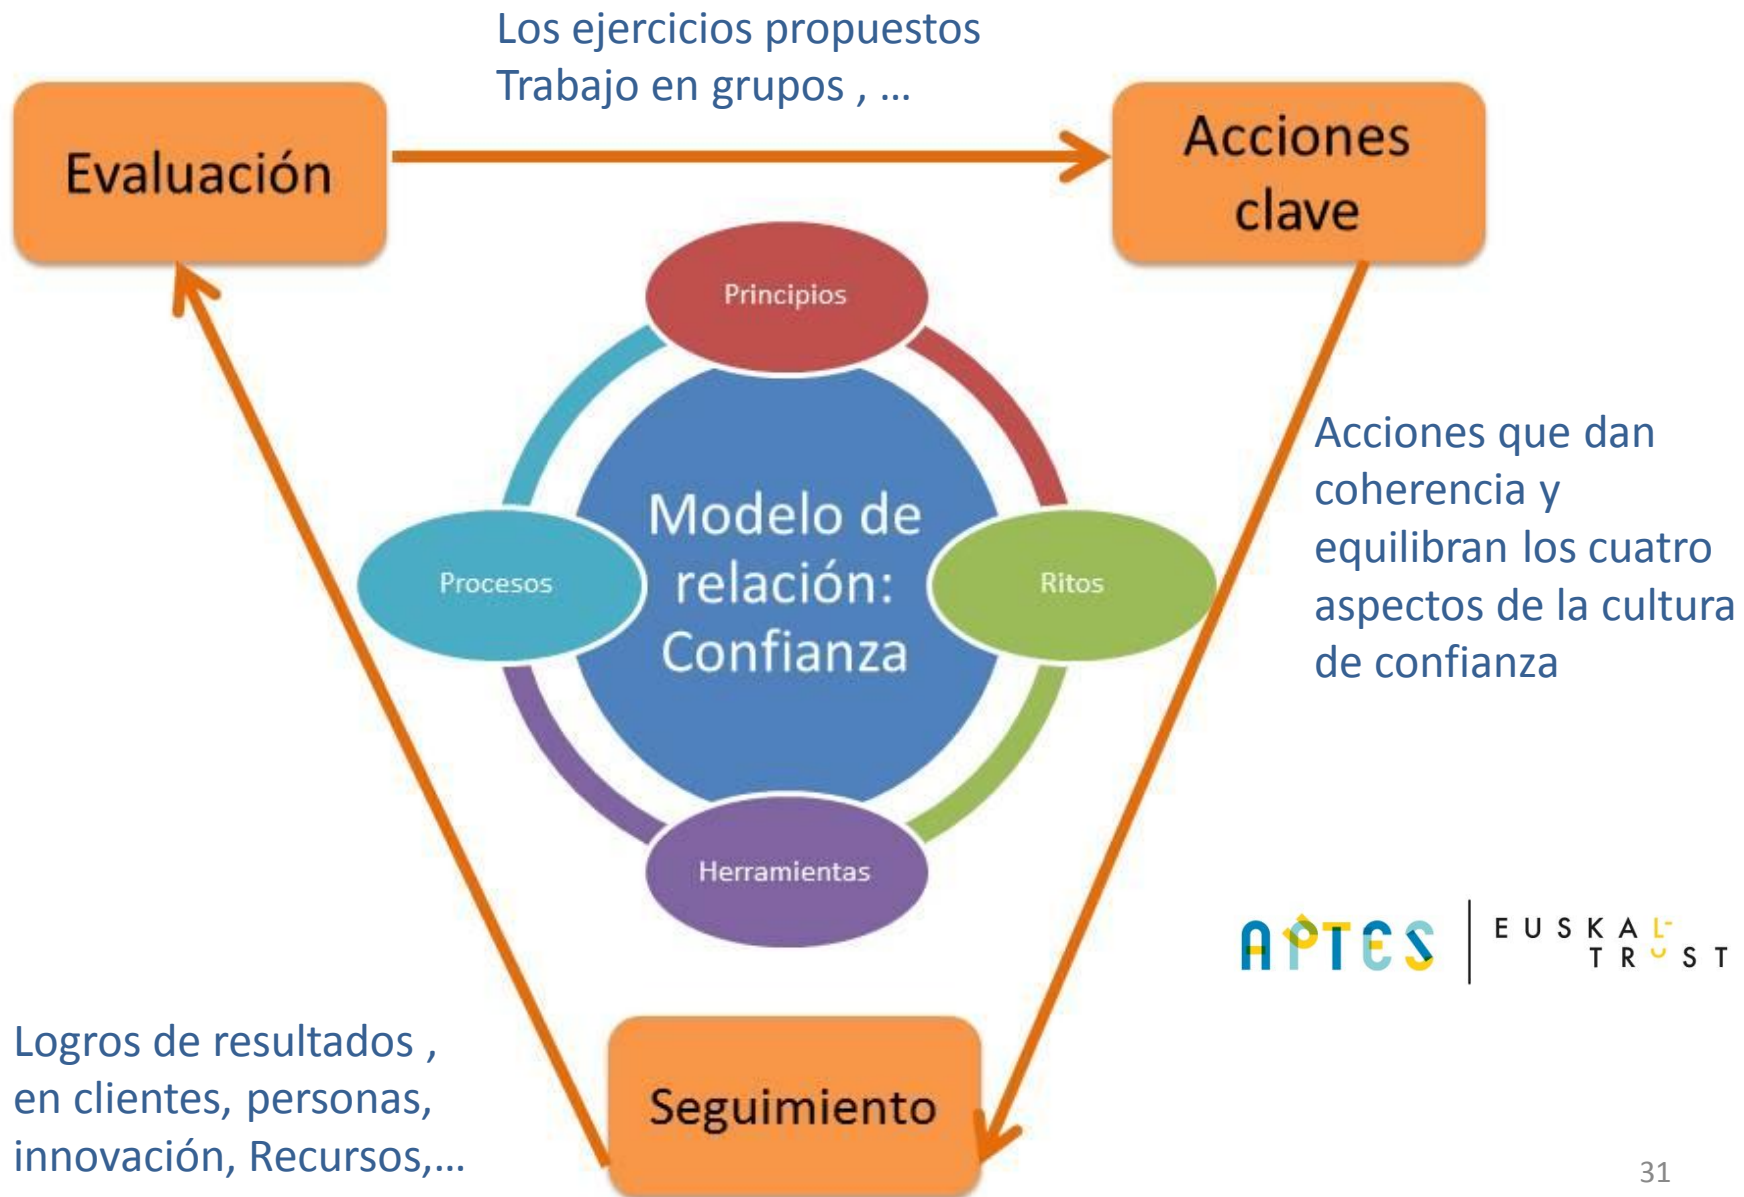 Los ejercicios propuestos
Trabajo en grupos , ...
Evaluación
Acciones
clave
Principios
Modelo de
relación:
Confianza
Procesos
Ritos
Herramientas
Acciones que dan
coherencia y
equilibran los cuatro
aspectos de la cultura
de confianza
APTES
EUSKAL-
TRUST
Logros de resultados ,
en clientes, personas,
innovación, Recursos,...
Seguimiento
31